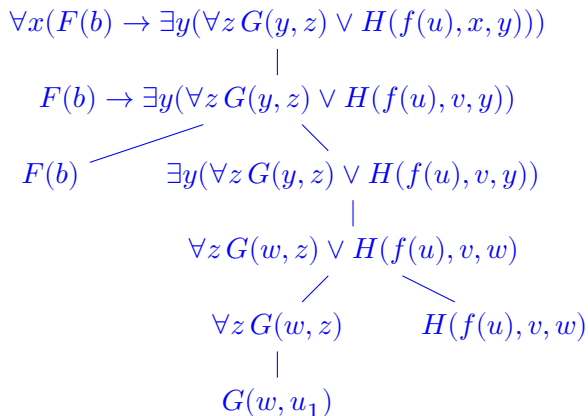 ∀x(F(b) → ∃y(∀z G(y, z) ∨ H(f(u), x, y)))
F(b) → ∃y(∀z G(y, z) ∨ H(f(u), v, y))
F(b) ∃y(∀z G(y, z) ∨ H(f(u), v, y))
∀z G(w, z) ∨ H(f(u), v, w)
∀z G(w, z) H(f(u), v, w)
G(w, u₁)